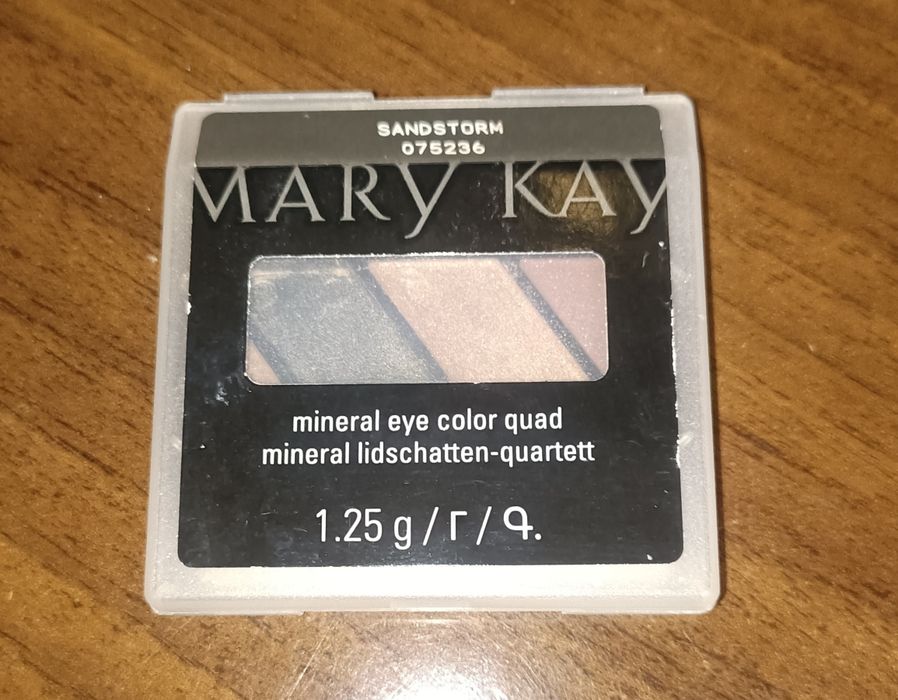 SANDSTORM
075236
MARY KAY
mineral eye color quad
mineral lidschatten-quartett
1.25 g / г / գ.